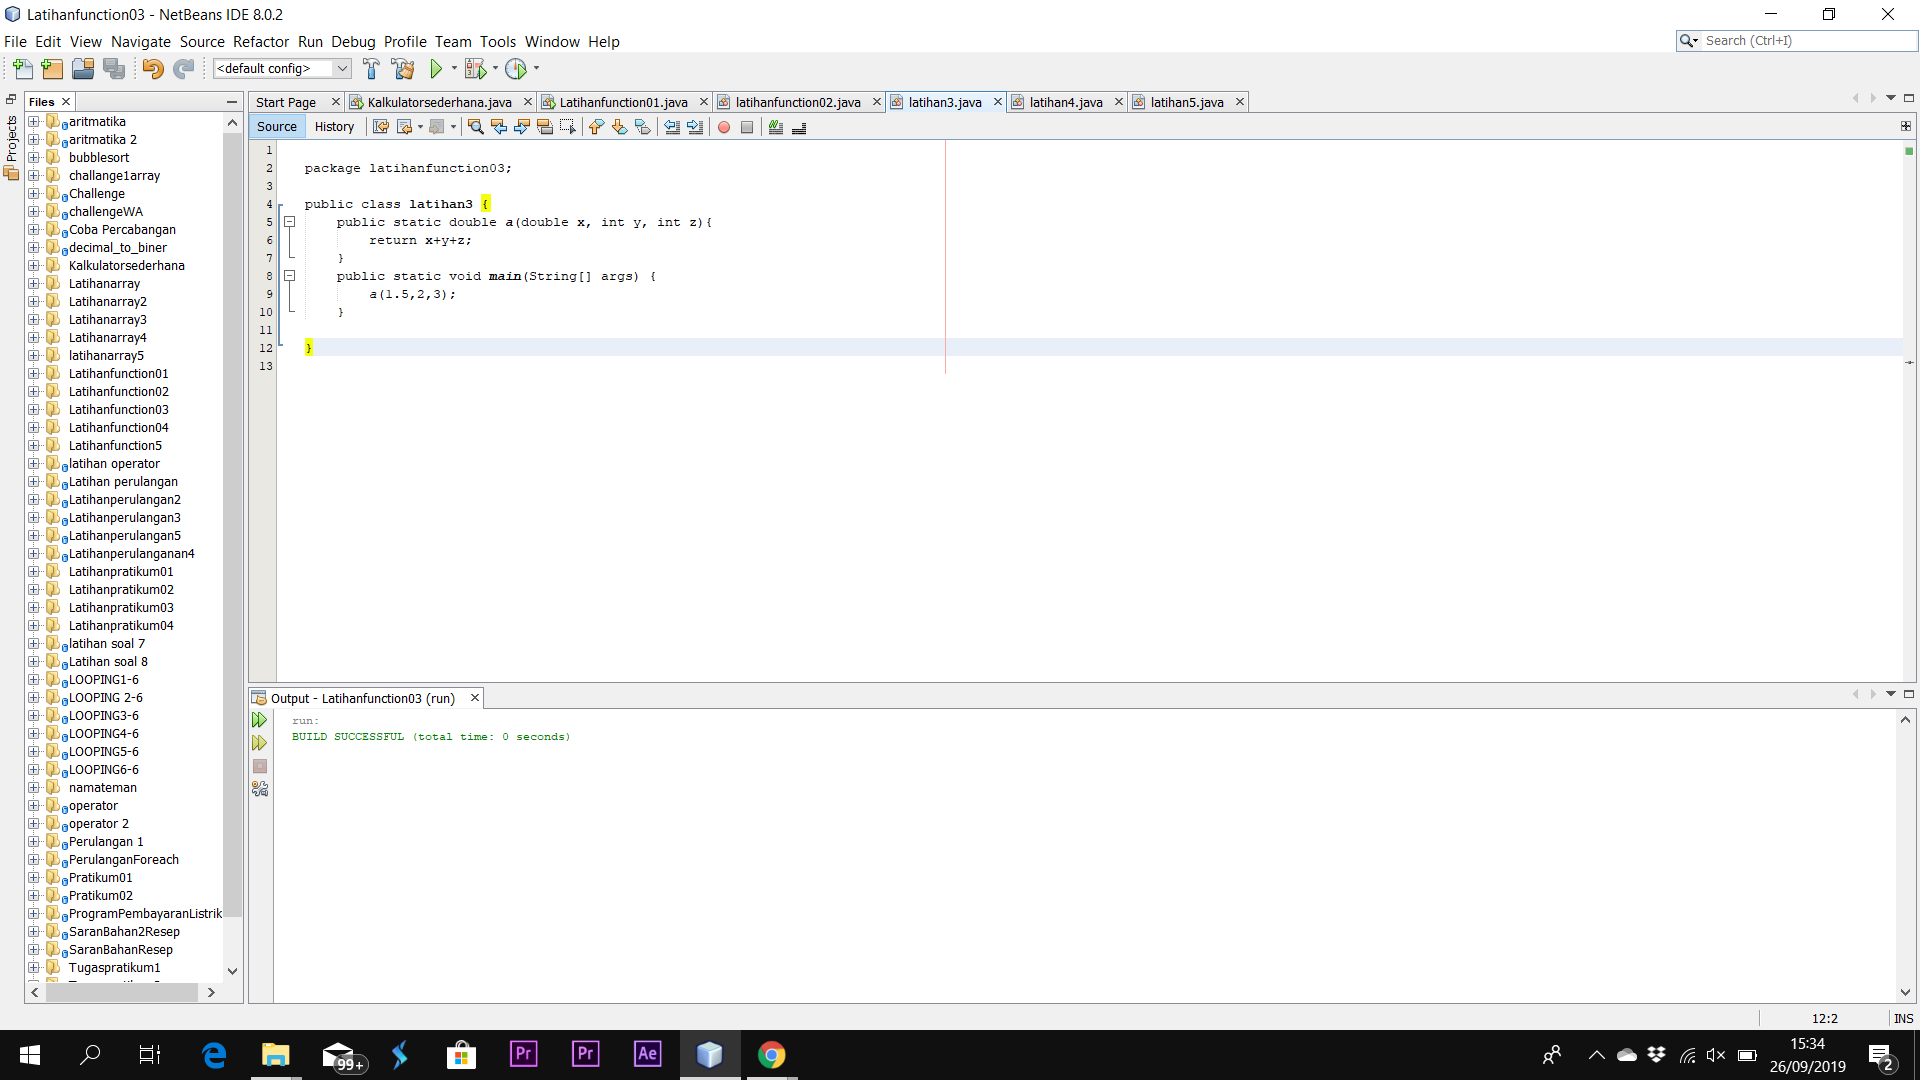 Latihanfunction03 - NetBeans IDE 8.0.2
File Edit View Navigate Source Refactor Run Debug Profile Team Tools Window Help
Search (Ctrl+I)
<default config>
Projects
Files
aritmatika
aritmatika 2
bubblesort
challange1array
Challenge
challengeWA
Coba Percabangan
decimal_to_biner
Kalkulatorsederhana
Latihanarray
Latihanarray2
Latihanarray3
Latihanarray4
latihanarray5
Latihanfunction01
Latihanfunction02
Latihanfunction03
Latihanfunction04
Latihanfunction5
latihan operator
Latihan perulangan
Latihanperulangan2
Latihanperulangan3
Latihanperulangan5
Latihanperulanganan4
Latihanpratikum01
Latihanpratikum02
Latihanpratikum03
Latihanpratikum04
latihan soal 7
Latihan soal 8
LOOPING1-6
LOOPING 2-6
LOOPING3-6
LOOPING4-6
LOOPING5-6
LOOPING6-6
namateman
operator
operator 2
Perulangan 1
PerulanganForeach
Pratikum01
Pratikum02
ProgramPembayaranListrik
SaranBahan2Resep
SaranBahanResep
Tugaspratikum1
Start Page Kalkulatorsederhana.java Latihanfunction01.java latihanfunction02.java latihan3.java latihan4.java latihan5.java
Source History
1
2 package latihanfunction03;
3
4 public class latihan3 {
5 public static double a(double x, int y, int z){
6 return x+y+z;
7 }
8 public static void main(String[] args) {
9 a(1.5,2,3);
10 }
11
12 }
13
Output - Latihanfunction03 (run)
run:
BUILD SUCCESSFUL (total time: 0 seconds)
12:2 INS
99+
Pr
Pr
Ae
15:34
26/09/2019
2